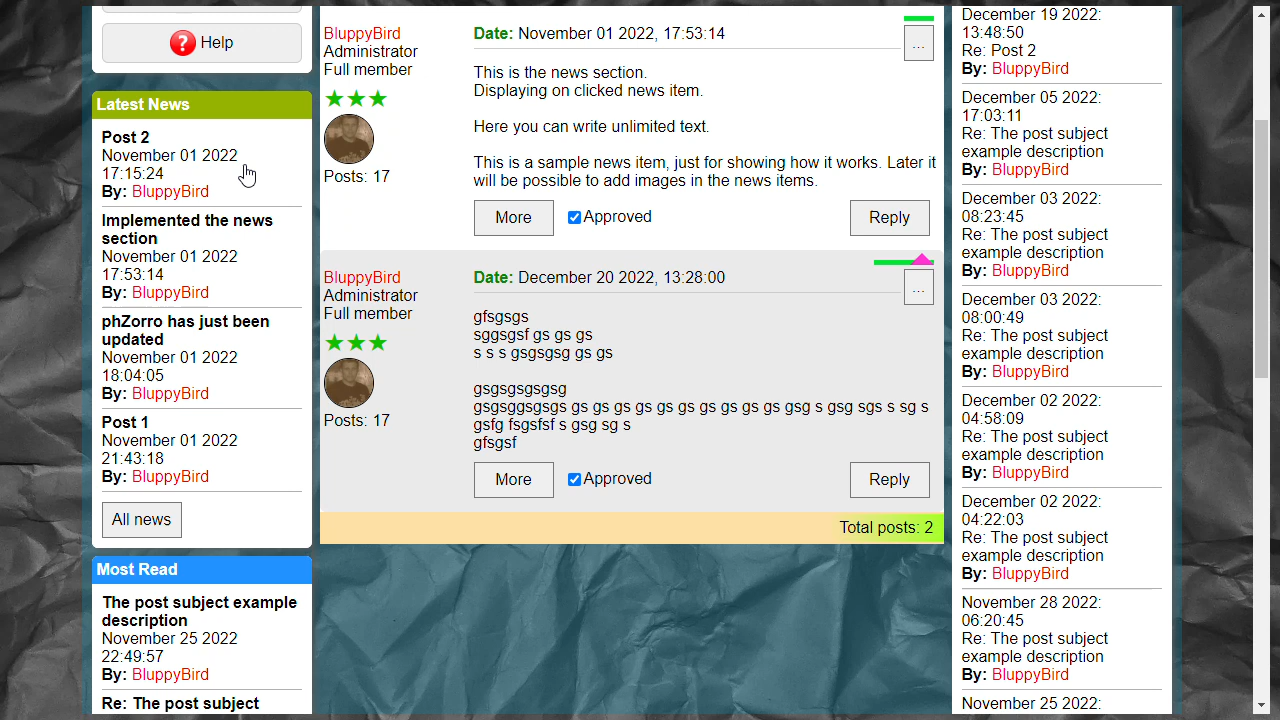 Help
Latest News
Post 2
November 01 2022
17:15:24
By: BluppyBird
Implemented the news
section
November 01 2022
17:53:14
By: BluppyBird
phZorro has just been
updated
November 01 2022
18:04:05
By: BluppyBird
Post 1
November 01 2022
21:43:18
By: BluppyBird
All news
Most Read
The post subject example
description
November 25 2022
22:49:57
By: BluppyBird
Re: The post subject
BluppyBird
Administrator
Full member
Posts: 17
Date: November 01 2022, 17:53:14
...
This is the news section.
Displaying on clicked news item.
Here you can write unlimited text.
This is a sample news item, just for showing how it works. Later it
will be possible to add images in the news items.
More
Approved
Reply
BluppyBird
Administrator
Full member
Posts: 17
Date: December 20 2022, 13:28:00
...
gfsgsgs
sggsgsf gs gs gs
s s s gsgsgsg gs gs
gsgsgsgsgsg
gsgsggsgsgs gs gs gs gs gs gs gs gs gs gs gsg s gsg sgs s sg s
gsfg fsgsfsf s gsg sg s
gfsgsf
More
Approved
Reply
Total posts: 2
December 19 2022:
13:48:50
Re: Post 2
By: BluppyBird
December 05 2022:
17:03:11
Re: The post subject
example description
By: BluppyBird
December 03 2022:
08:23:45
Re: The post subject
example description
By: BluppyBird
December 03 2022:
08:00:49
Re: The post subject
example description
By: BluppyBird
December 02 2022:
04:58:09
Re: The post subject
example description
By: BluppyBird
December 02 2022:
04:22:03
Re: The post subject
example description
By: BluppyBird
November 28 2022:
06:20:45
Re: The post subject
example description
By: BluppyBird
November 25 2022: